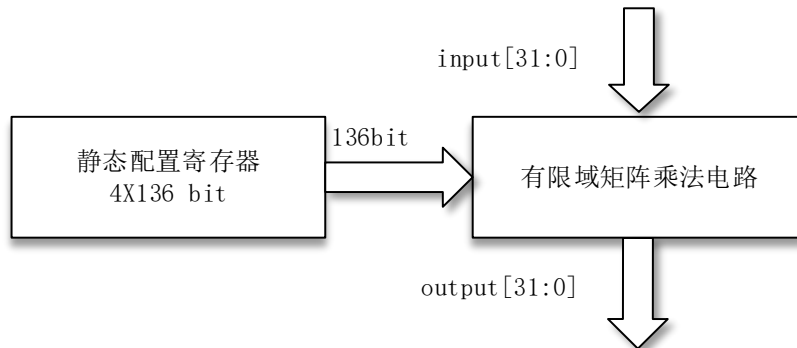 input[31:0]
136bit
静态配置寄存器
4X136 bit
有限域矩阵乘法电路
output[31:0]